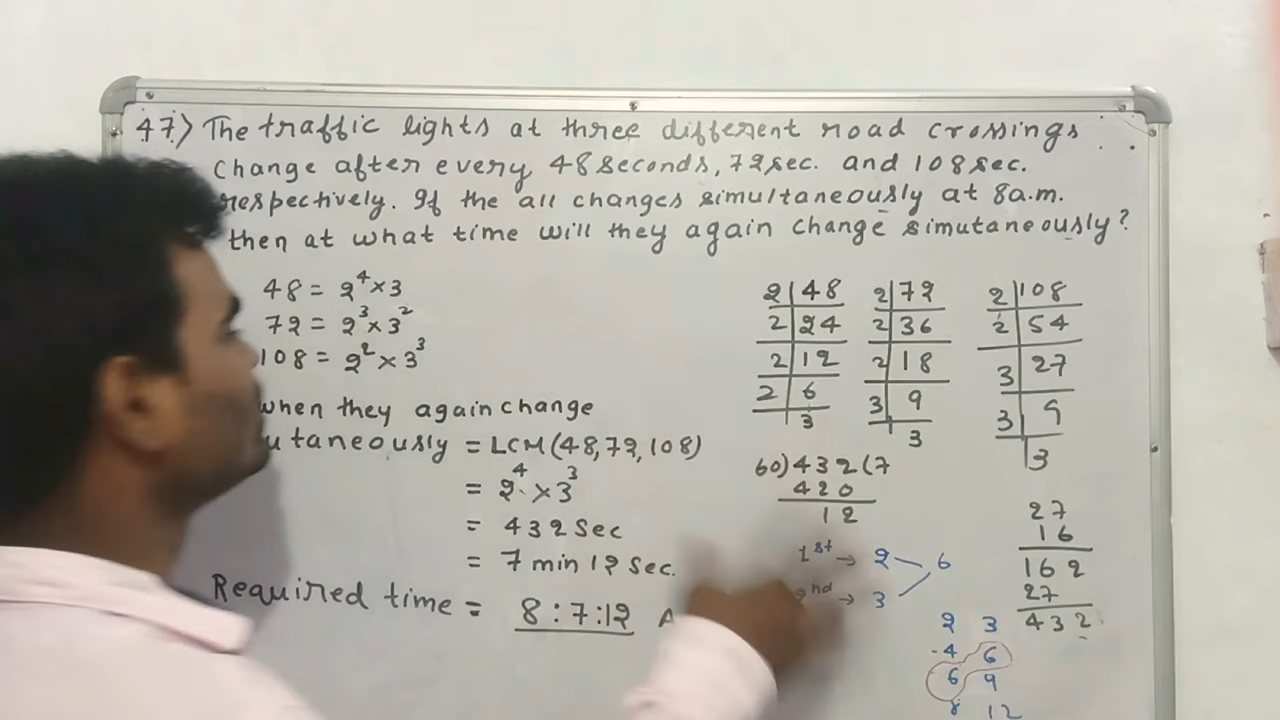 47) The traffic lights at three different road crossings
change after every 48 seconds, 72 sec. and 108 sec.
respectively. If the all changes simultaneously at 8 a.m.
then at what time will they again change simutaneously?
48 = 2⁴ × 3
72 = 2³ × 3²
108 = 2² × 3³
when they again change
utaneously = LCM (48, 72, 108)
= 2⁴ × 3³
= 432 Sec
= 7 min 12 Sec.
Required time = 8 : 7 : 12 A
2 | 48
2 | 24
2 | 12
2 | 6
3
2 | 72
2 | 36
2 | 18
3 | 9
3
2 | 108
2 | 54
3 | 27
3 | 9
3
60) 432 (7
420
12
1st → 2
nd → 3
6
2 3
4 6
6 9
8 12
27
16
162
27
432